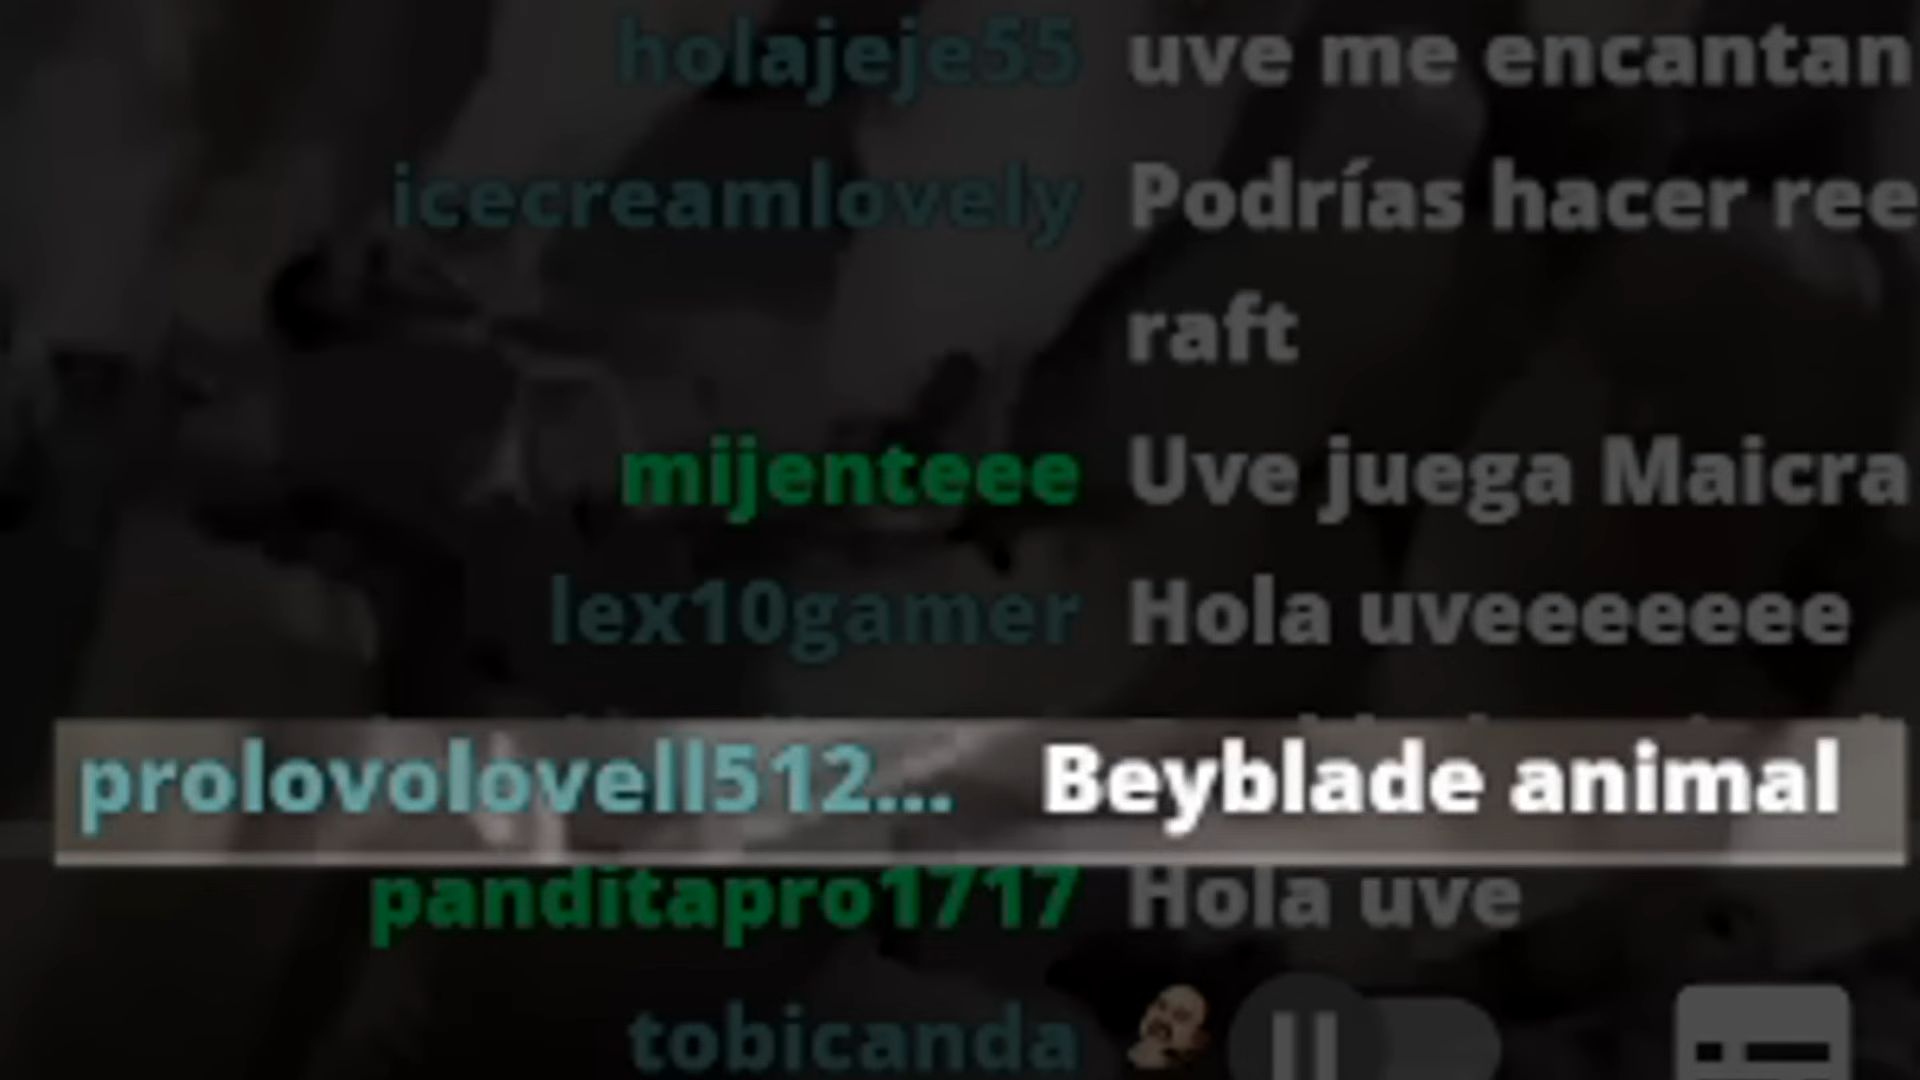 holajeje55 uve me encantan
icecreamlovely Podrías hacer ree
raft
mijenteee Uve juega Maicra
lex10gamer Hola uveeeeeeee
prolovolovell512... Beyblade animal
panditapro1717 Hola uve
tobicanda